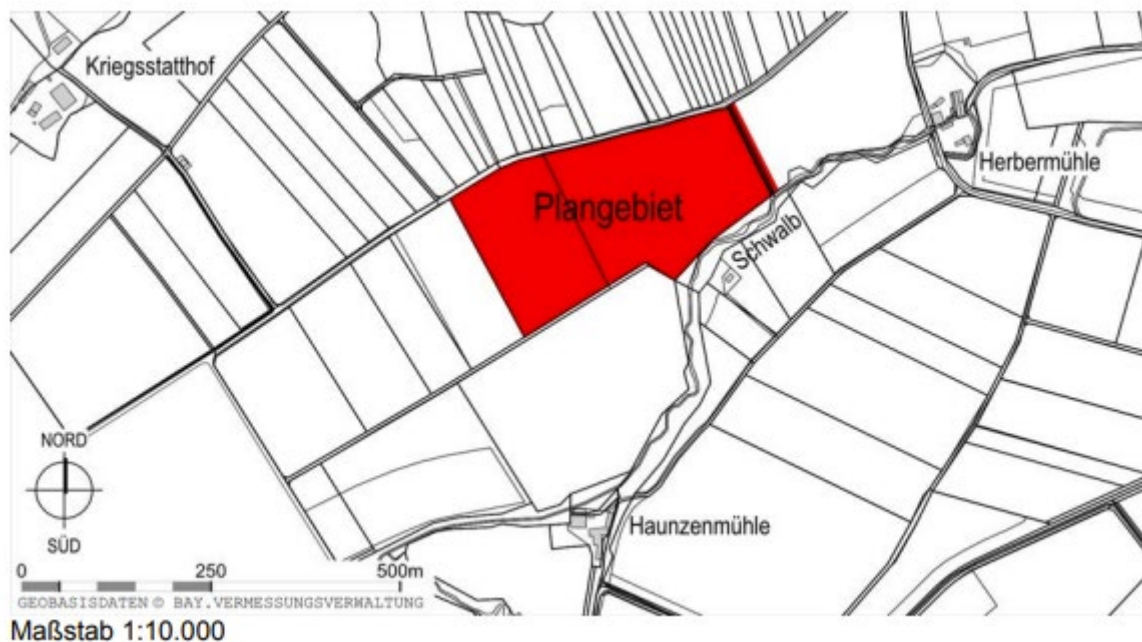 Kriegsstatthof
Herbermühle
Plangebiet
Schwalb
NORD
SÜD
Haunzenmühle
0 250 500m
GEOBASISDATEN © BAY.VERMESSUNGSVERWALTUNG
Maßstab 1:10.000